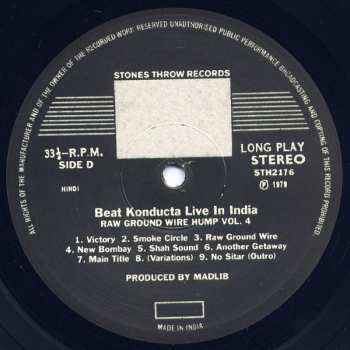 ALL RIGHTS OF THE MANUFACTURER AND OF THE OWNER OF THE RECORDED WORK RESERVED UNAUTHORISED PUBLIC PERFORMANCE BROADCASTING AND COPYING OF THIS RECORD PROHIBITED.
STONES THROW RECORDS
33⅓-R.P.M.
SIDE D
LONG PLAY
STEREO
STH2176
HINDI
℗ 1979
Beat Konducta Live In India
RAW GROUND WIRE HUMP VOL. 4
1. Victory 2. Smoke Circle 3. Raw Ground Wire
4. New Bombay 5. Shah Sound 6. Another Getaway
7. Main Title 8. (Variations) 9. No Sitar (Outro)
PRODUCED BY MADLIB
MADE IN INDIA